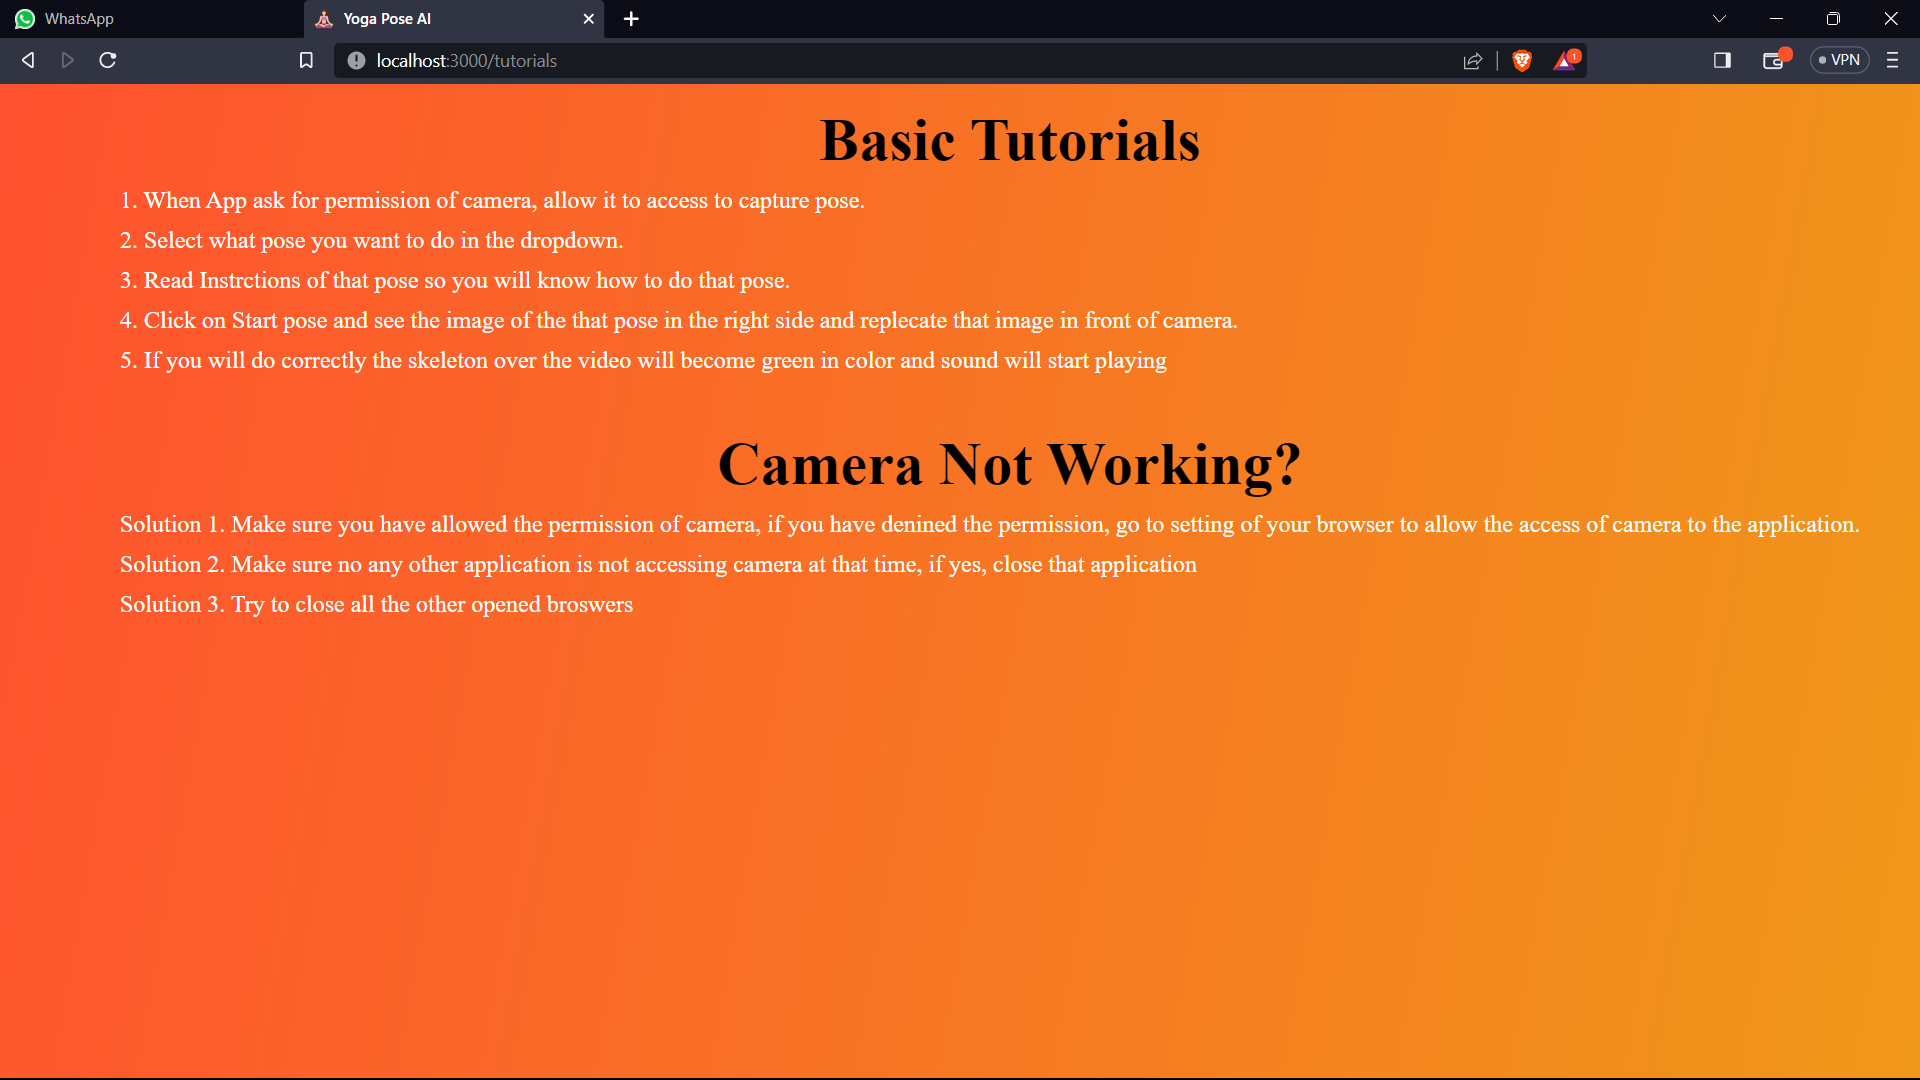 WhatsApp
Yoga Pose AI
localhost:3000/tutorials
1
VPN
Basic Tutorials
1. When App ask for permission of camera, allow it to access to capture pose.
2. Select what pose you want to do in the dropdown.
3. Read Instrctions of that pose so you will know how to do that pose.
4. Click on Start pose and see the image of the that pose in the right side and replecate that image in front of camera.
5. If you will do correctly the skeleton over the video will become green in color and sound will start playing
Camera Not Working?
Solution 1. Make sure you have allowed the permission of camera, if you have denined the permission, go to setting of your browser to allow the access of camera to the application.
Solution 2. Make sure no any other application is not accessing camera at that time, if yes, close that application
Solution 3. Try to close all the other opened broswers